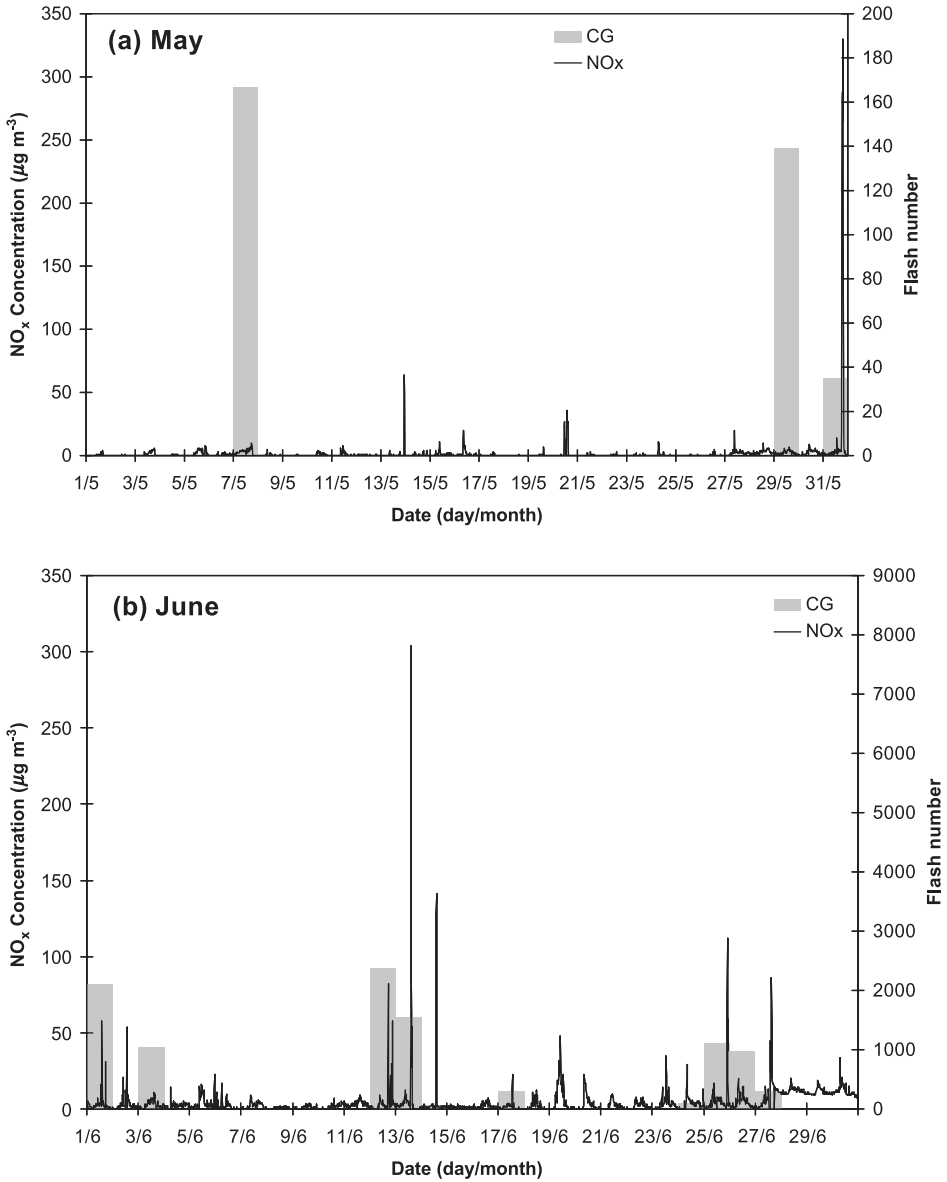 (a) May
CG
NOx
350
300
250
200
150
100
50
0
NOx Concentration (µg m-3)
200
180
160
140
120
100
80
60
40
20
0
Flash number
1/5 3/5 5/5 7/5 9/5 11/5 13/5 15/5 17/5 19/5 21/5 23/5 25/5 27/5 29/5 31/5
Date (day/month)
(b) June
CG
NOx
350
300
250
200
150
100
50
0
NOx Concentration (µg m-3)
9000
8000
7000
6000
5000
4000
3000
2000
1000
0
Flash number
1/6 3/6 5/6 7/6 9/6 11/6 13/6 15/6 17/6 19/6 21/6 23/6 25/6 27/6 29/6
Date (day/month)